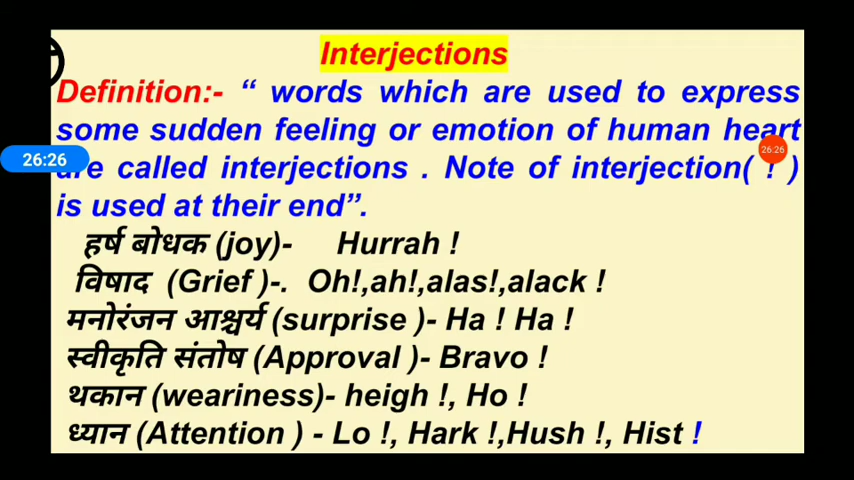 Interjections
Definition:- “ words which are used to express
some sudden feeling or emotion of human heart
26:26
26:26
are called interjections . Note of interjection( ! )
is used at their end”.
हर्ष बोधक (joy)- Hurrah !
विषाद (Grief )-. Oh!,ah!,alas!,alack !
मनोरंजन आश्चर्य (surprise )- Ha ! Ha !
स्वीकृति संतोष (Approval )- Bravo !
थकान (weariness)- heigh !, Ho !
ध्यान (Attention ) - Lo !, Hark !,Hush !, Hist !